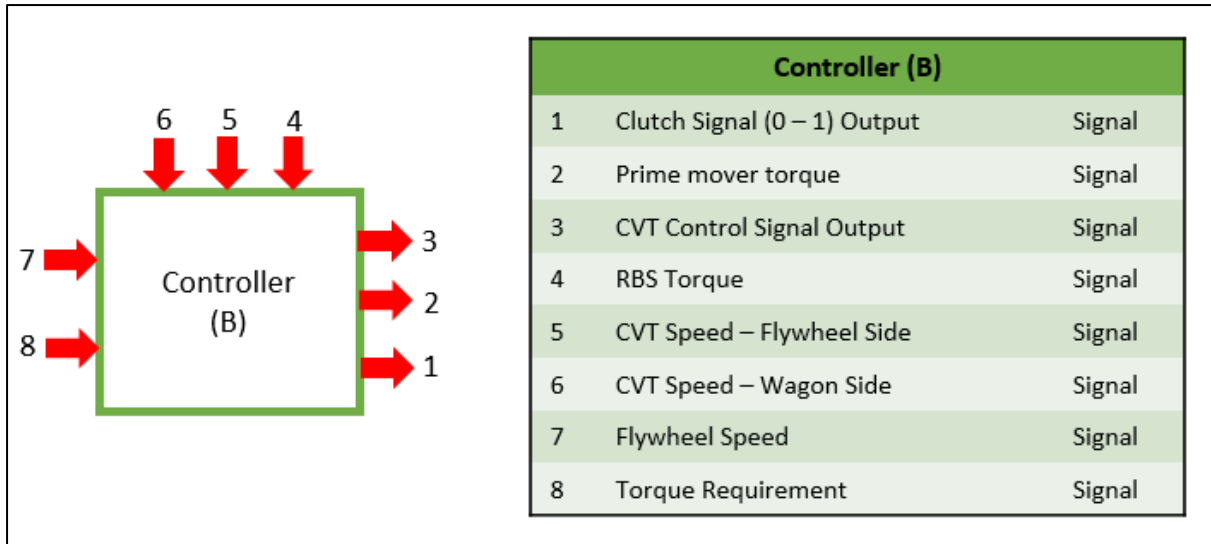 6 5 4
7
8
Controller
(B)
3
2
1
Controller (B)
1 Clutch Signal (0 – 1) Output Signal
2 Prime mover torque Signal
3 CVT Control Signal Output Signal
4 RBS Torque Signal
5 CVT Speed – Flywheel Side Signal
6 CVT Speed – Wagon Side Signal
7 Flywheel Speed Signal
8 Torque Requirement Signal